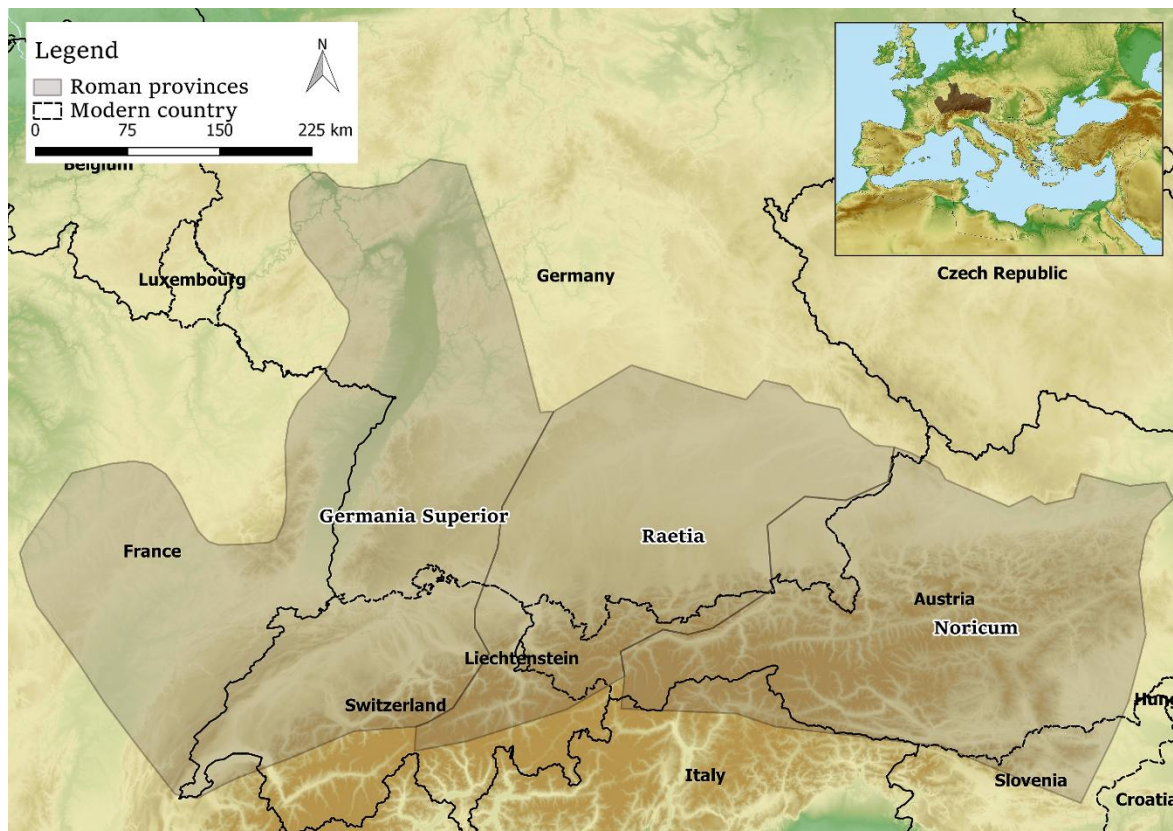 Legend
N
Roman provinces
Modern country
0 75 150 225 km
Belgium
Luxembourg
Germany
Czech Republic
Germania Superior
Raetia
France
Austria
Noricum
Liechtenstein
Switzerland
Hung
Italy
Slovenia
Croatia